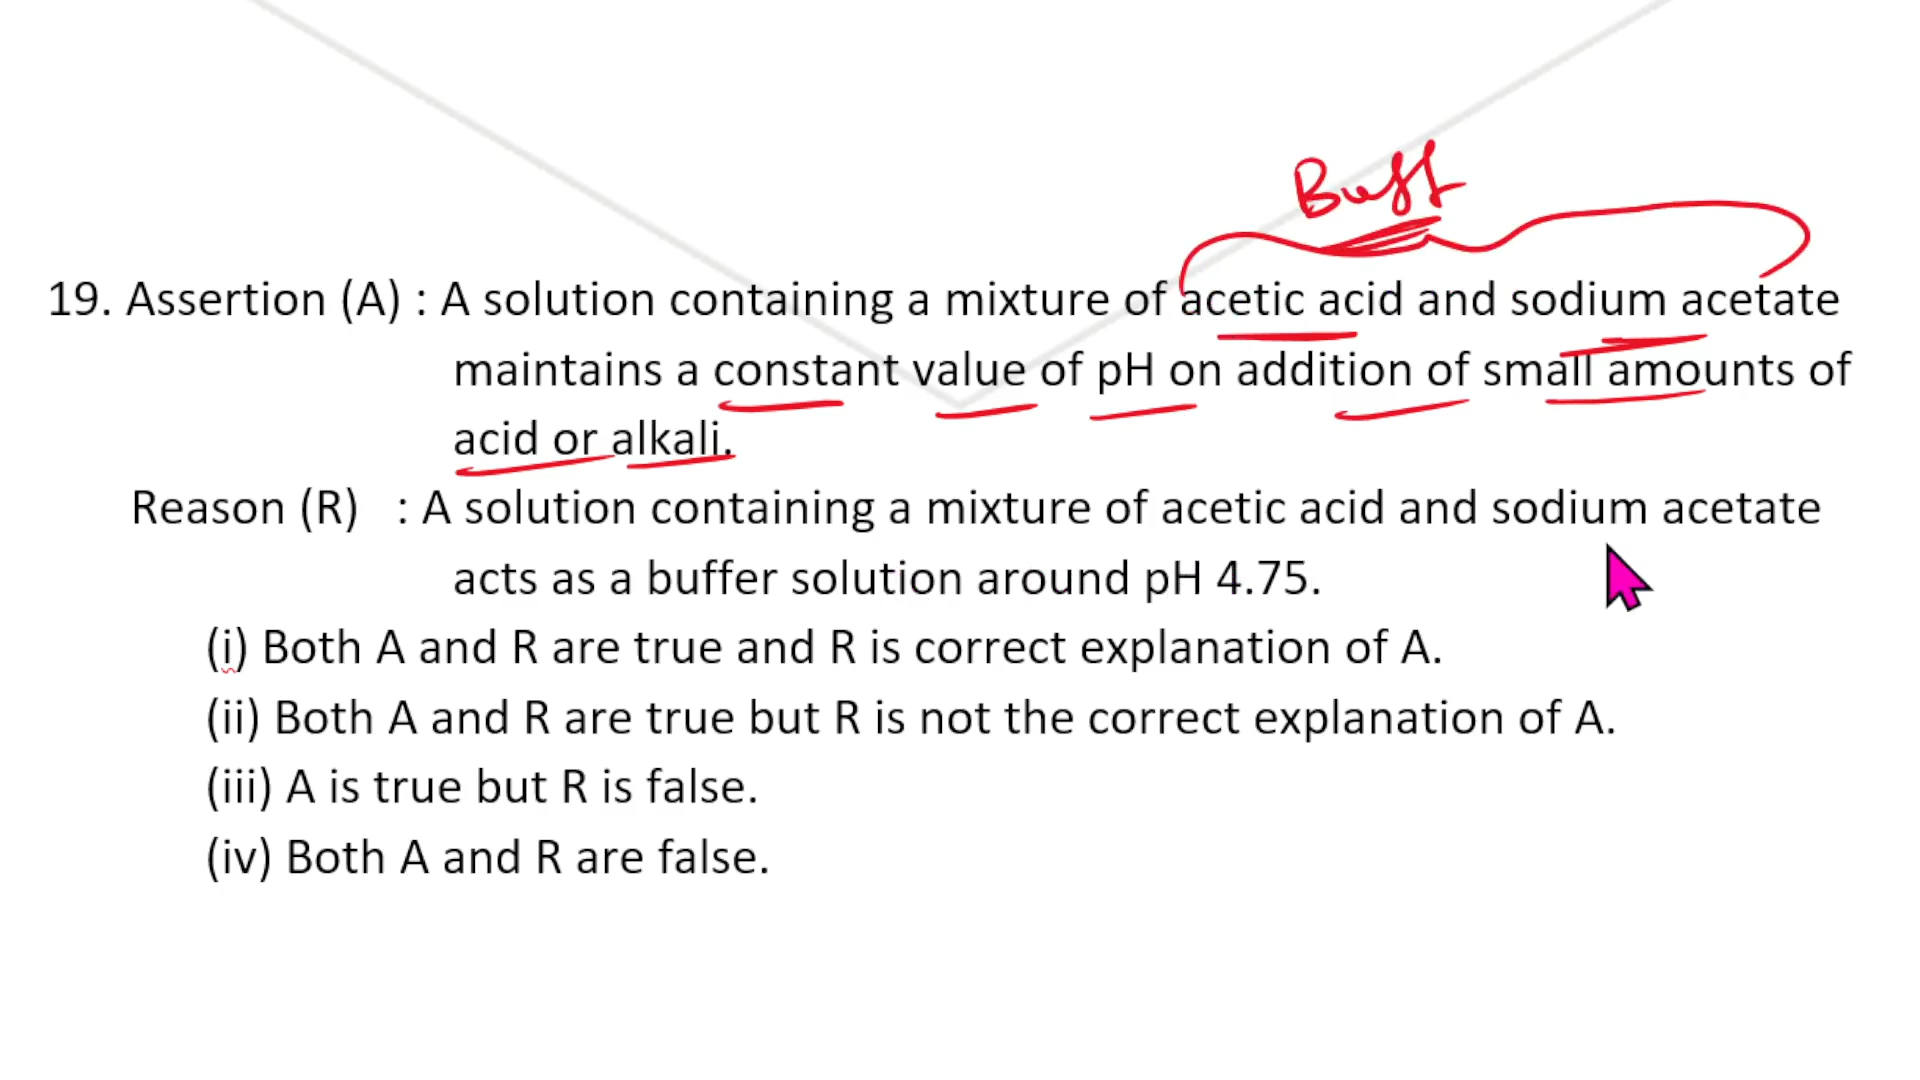 Buff
19. Assertion (A) : A solution containing a mixture of acetic acid and sodium acetate
maintains a constant value of pH on addition of small amounts of
acid or alkali.
Reason (R) : A solution containing a mixture of acetic acid and sodium acetate
acts as a buffer solution around pH 4.75.
(i) Both A and R are true and R is correct explanation of A.
(ii) Both A and R are true but R is not the correct explanation of A.
(iii) A is true but R is false.
(iv) Both A and R are false.